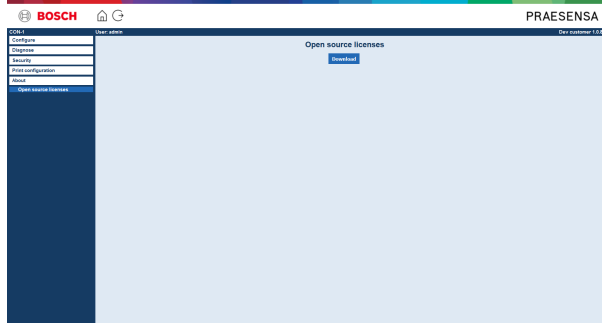 BOSCH
PRAESENSA
CON-1
User: admin
Dev customer 1.0.8
Configure
Diagnose
Security
Print configuration
About
Open source licenses
Open source licenses
Download